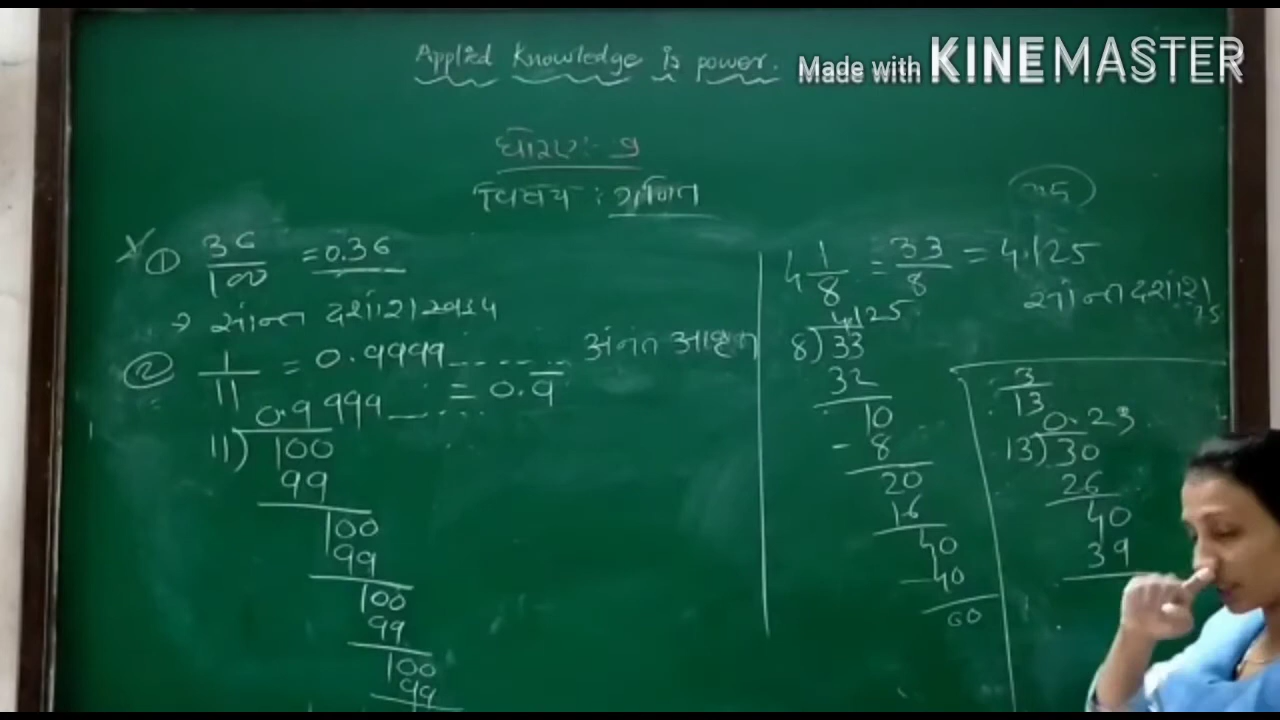 Applied Knowledge is power.
Made with KINEMASTER
ધોરણ :- 9
વિષય : ગણિત
① 36/100 = 0.36
→ સાંન્ત દશાંશ
② 1/11 = 0.9999...... અનંત આવૃત
= 0.9̅
0.9999......
11) 100
99
100
99
100
99
100
99
4 1/8 = 33/8 = 4.125
સાંન્ત દશાંશ
4.125
8) 33
32
10
- 8
20
16
40
- 40
00
3/13
0.23
13) 30
26
40
39